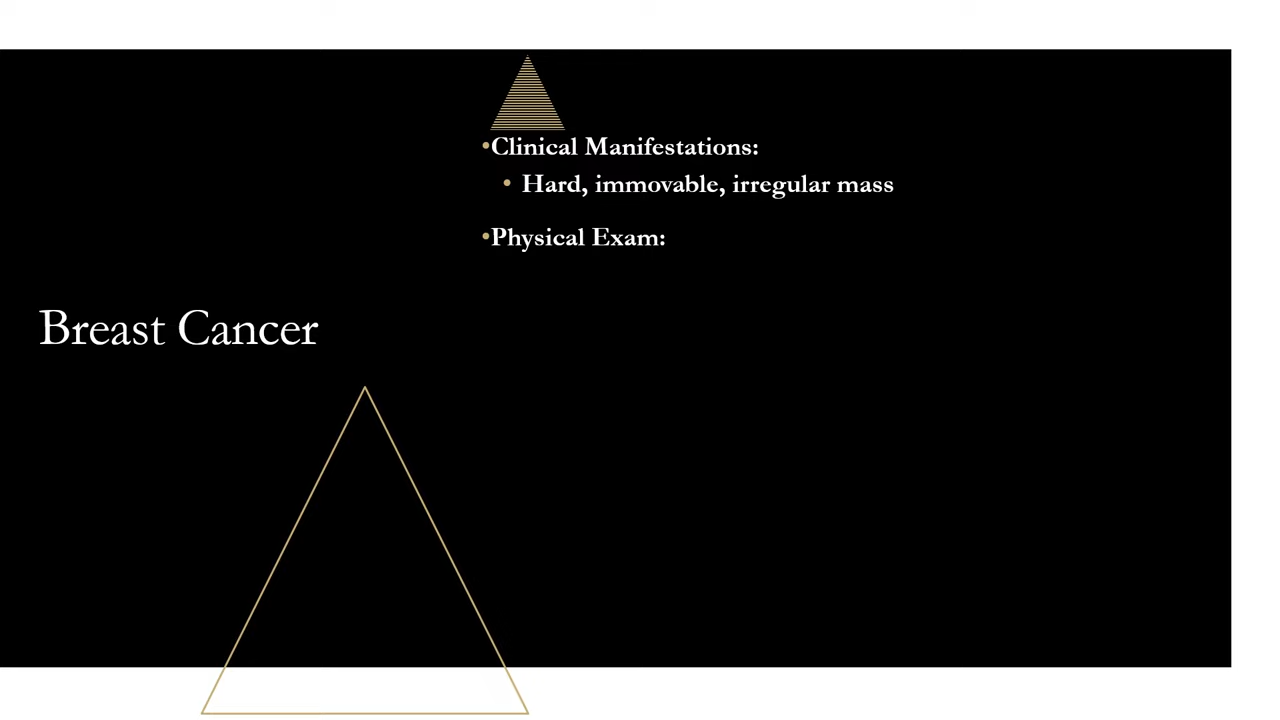 Breast Cancer
•Clinical Manifestations:
• Hard, immovable, irregular mass
•Physical Exam: